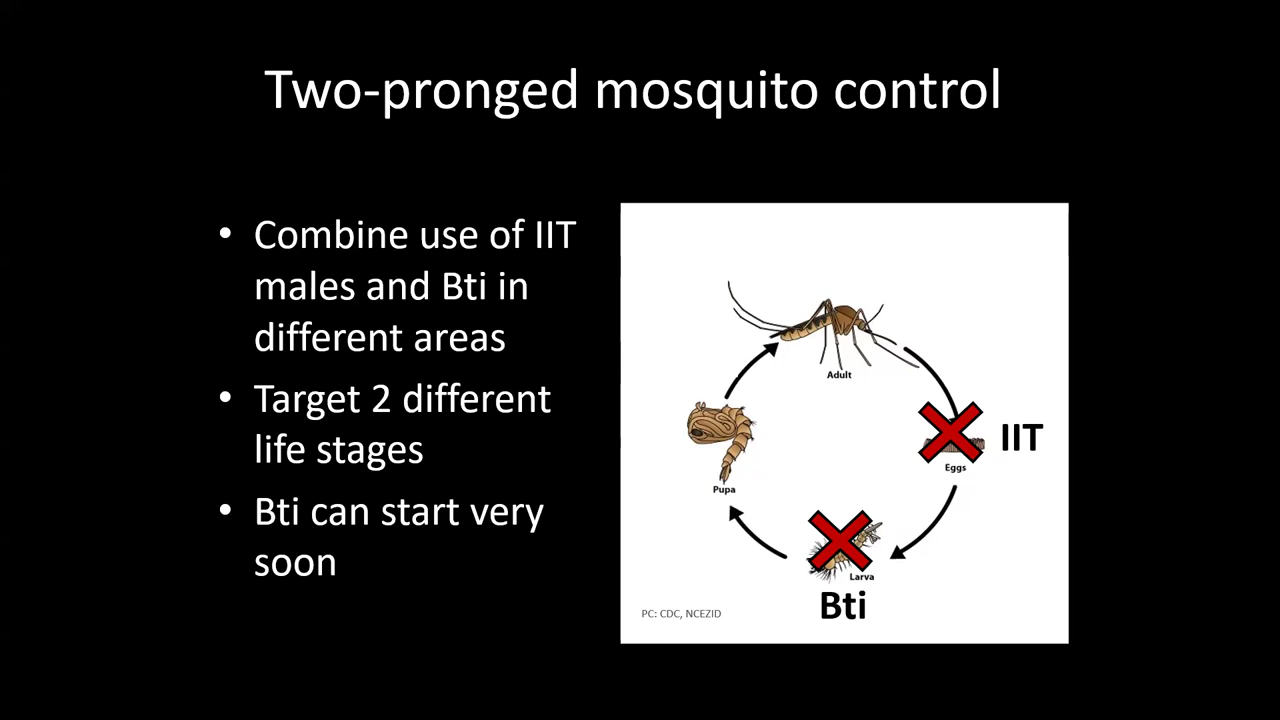 Two-pronged mosquito control
• Combine use of IIT
males and Bti in
different areas
• Target 2 different
life stages
• Bti can start very
soon
Adult
IIT
Eggs
Pupa
Larva
Bti
PC: CDC, NCEZID